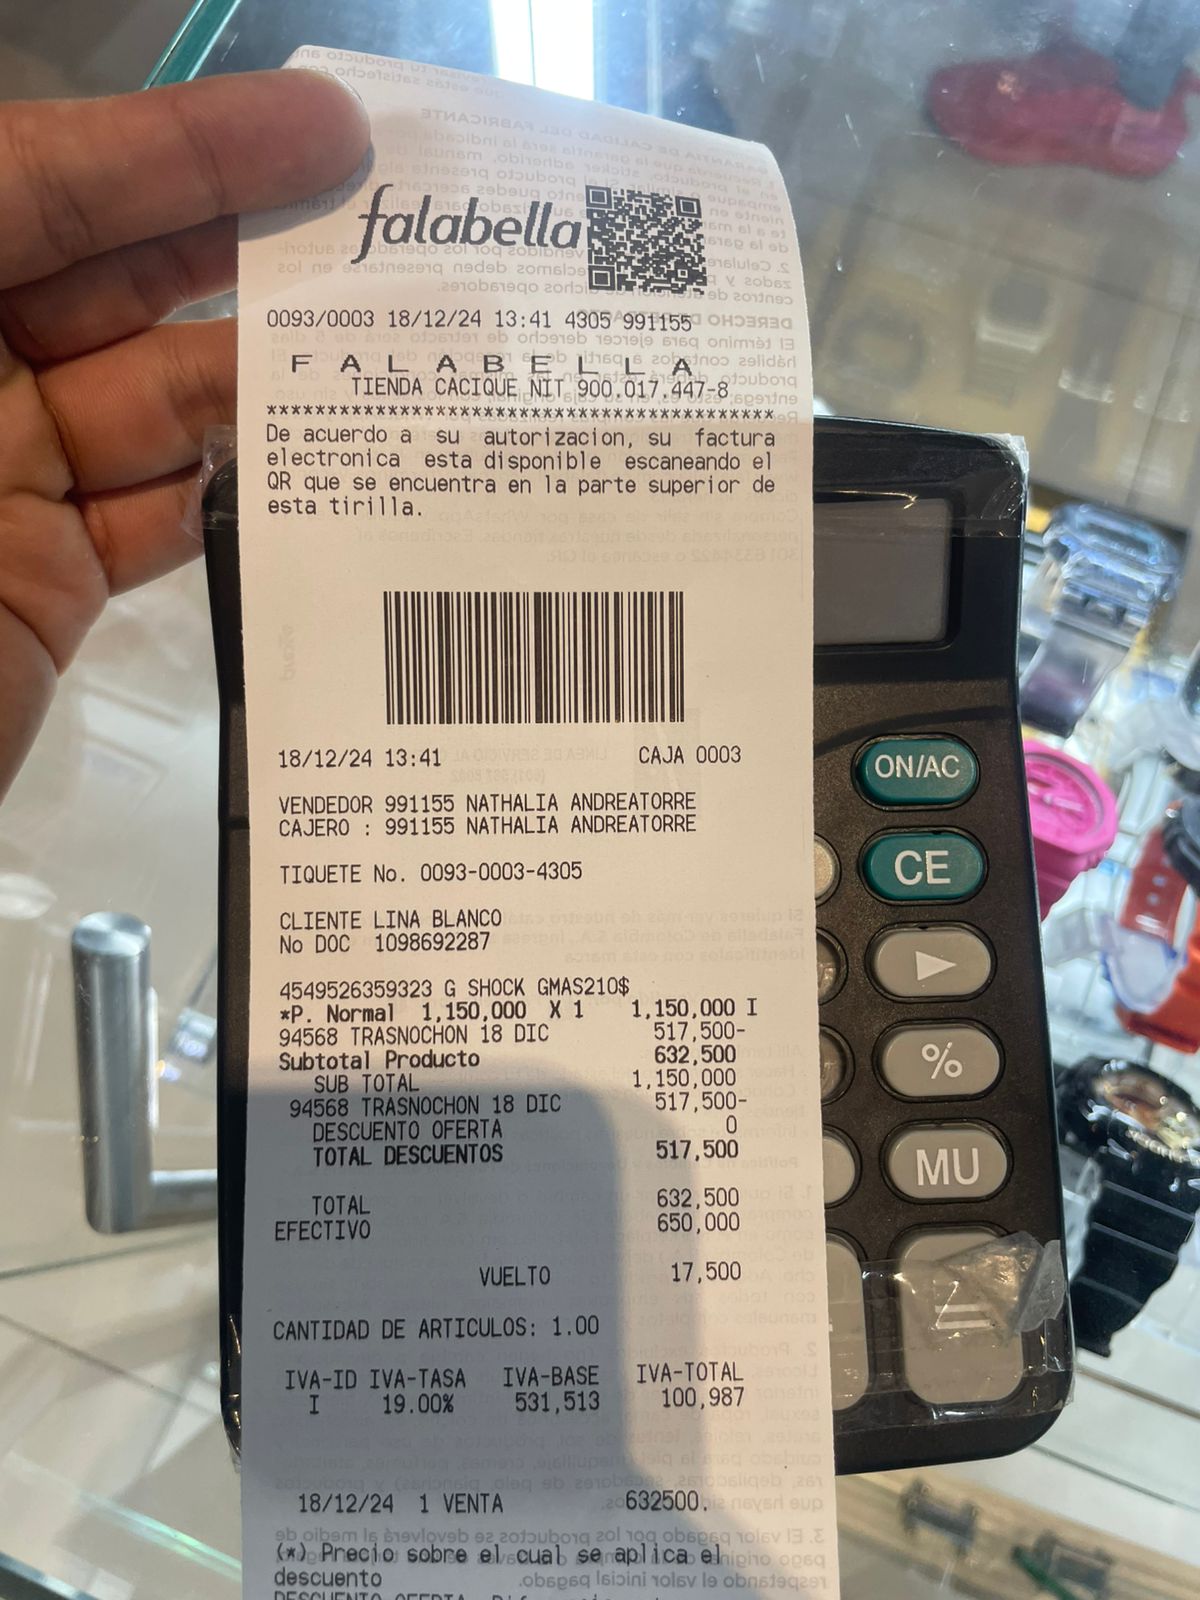 falabella
0093/0003 18/12/24 13:41 4305 991155
F A L A B E L L A
TIENDA CACIQUE NIT 900.017.447-8
******************************************
De acuerdo a su autorizacion, su factura
electronica esta disponible escaneando el
QR que se encuentra en la parte superior de
esta tirilla.
18/12/24 13:41 CAJA 0003
VENDEDOR 991155 NATHALIA ANDREATORRE
CAJERO : 991155 NATHALIA ANDREATORRE
TIQUETE No. 0093-0003-4305
CLIENTE LINA BLANCO
No DOC 1098692287
4549526359323 G SHOCK GMAS210$
*P. Normal 1,150,000 X 1 1,150,000 I
94568 TRASNOCHON 18 DIC 517,500-
Subtotal Producto 632,500
SUB TOTAL 1,150,000
94568 TRASNOCHON 18 DIC 517,500-
DESCUENTO OFERTA 0
TOTAL DESCUENTOS 517,500
TOTAL 632,500
EFECTIVO 650,000
VUELTO 17,500
CANTIDAD DE ARTICULOS: 1.00
IVA-ID IVA-TASA IVA-BASE IVA-TOTAL
I 19.00% 531,513 100,987
18/12/24 1 VENTA 632500.
(*) Precio sobre el cual se aplica el
descuento
DESCUENTO OFERTA
ON/AC
CE
▶
%
MU
=